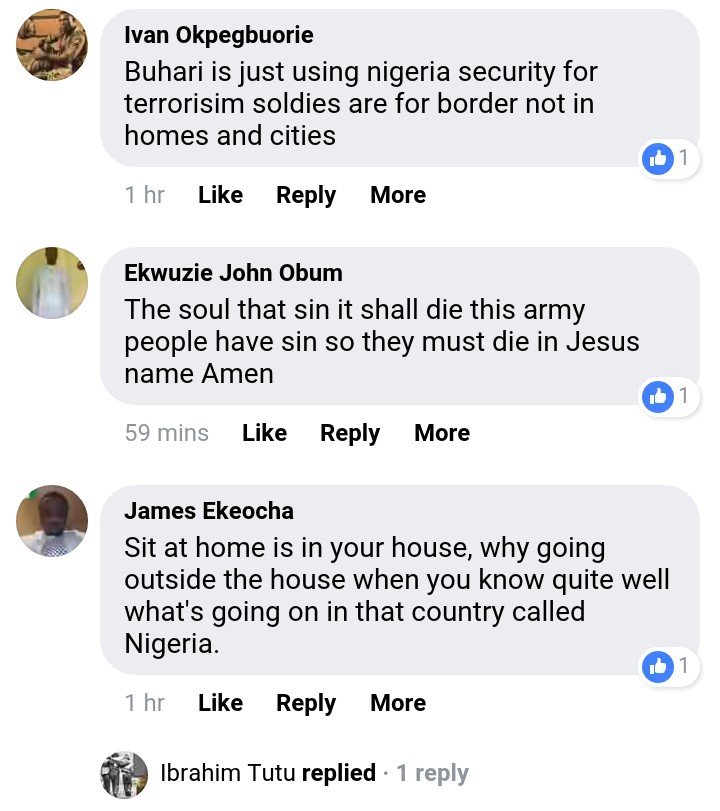 Ivan Okpegbuorie
Buhari is just using nigeria security for
terrorisim soldies are for border not in
homes and cities
1
1 hr Like Reply More
Ekwuzie John Obum
The soul that sin it shall die this army
people have sin so they must die in Jesus
name Amen
1
59 mins Like Reply More
James Ekeocha
Sit at home is in your house, why going
outside the house when you know quite well
what's going on in that country called
Nigeria.
1
1 hr Like Reply More
Ibrahim Tutu replied · 1 reply